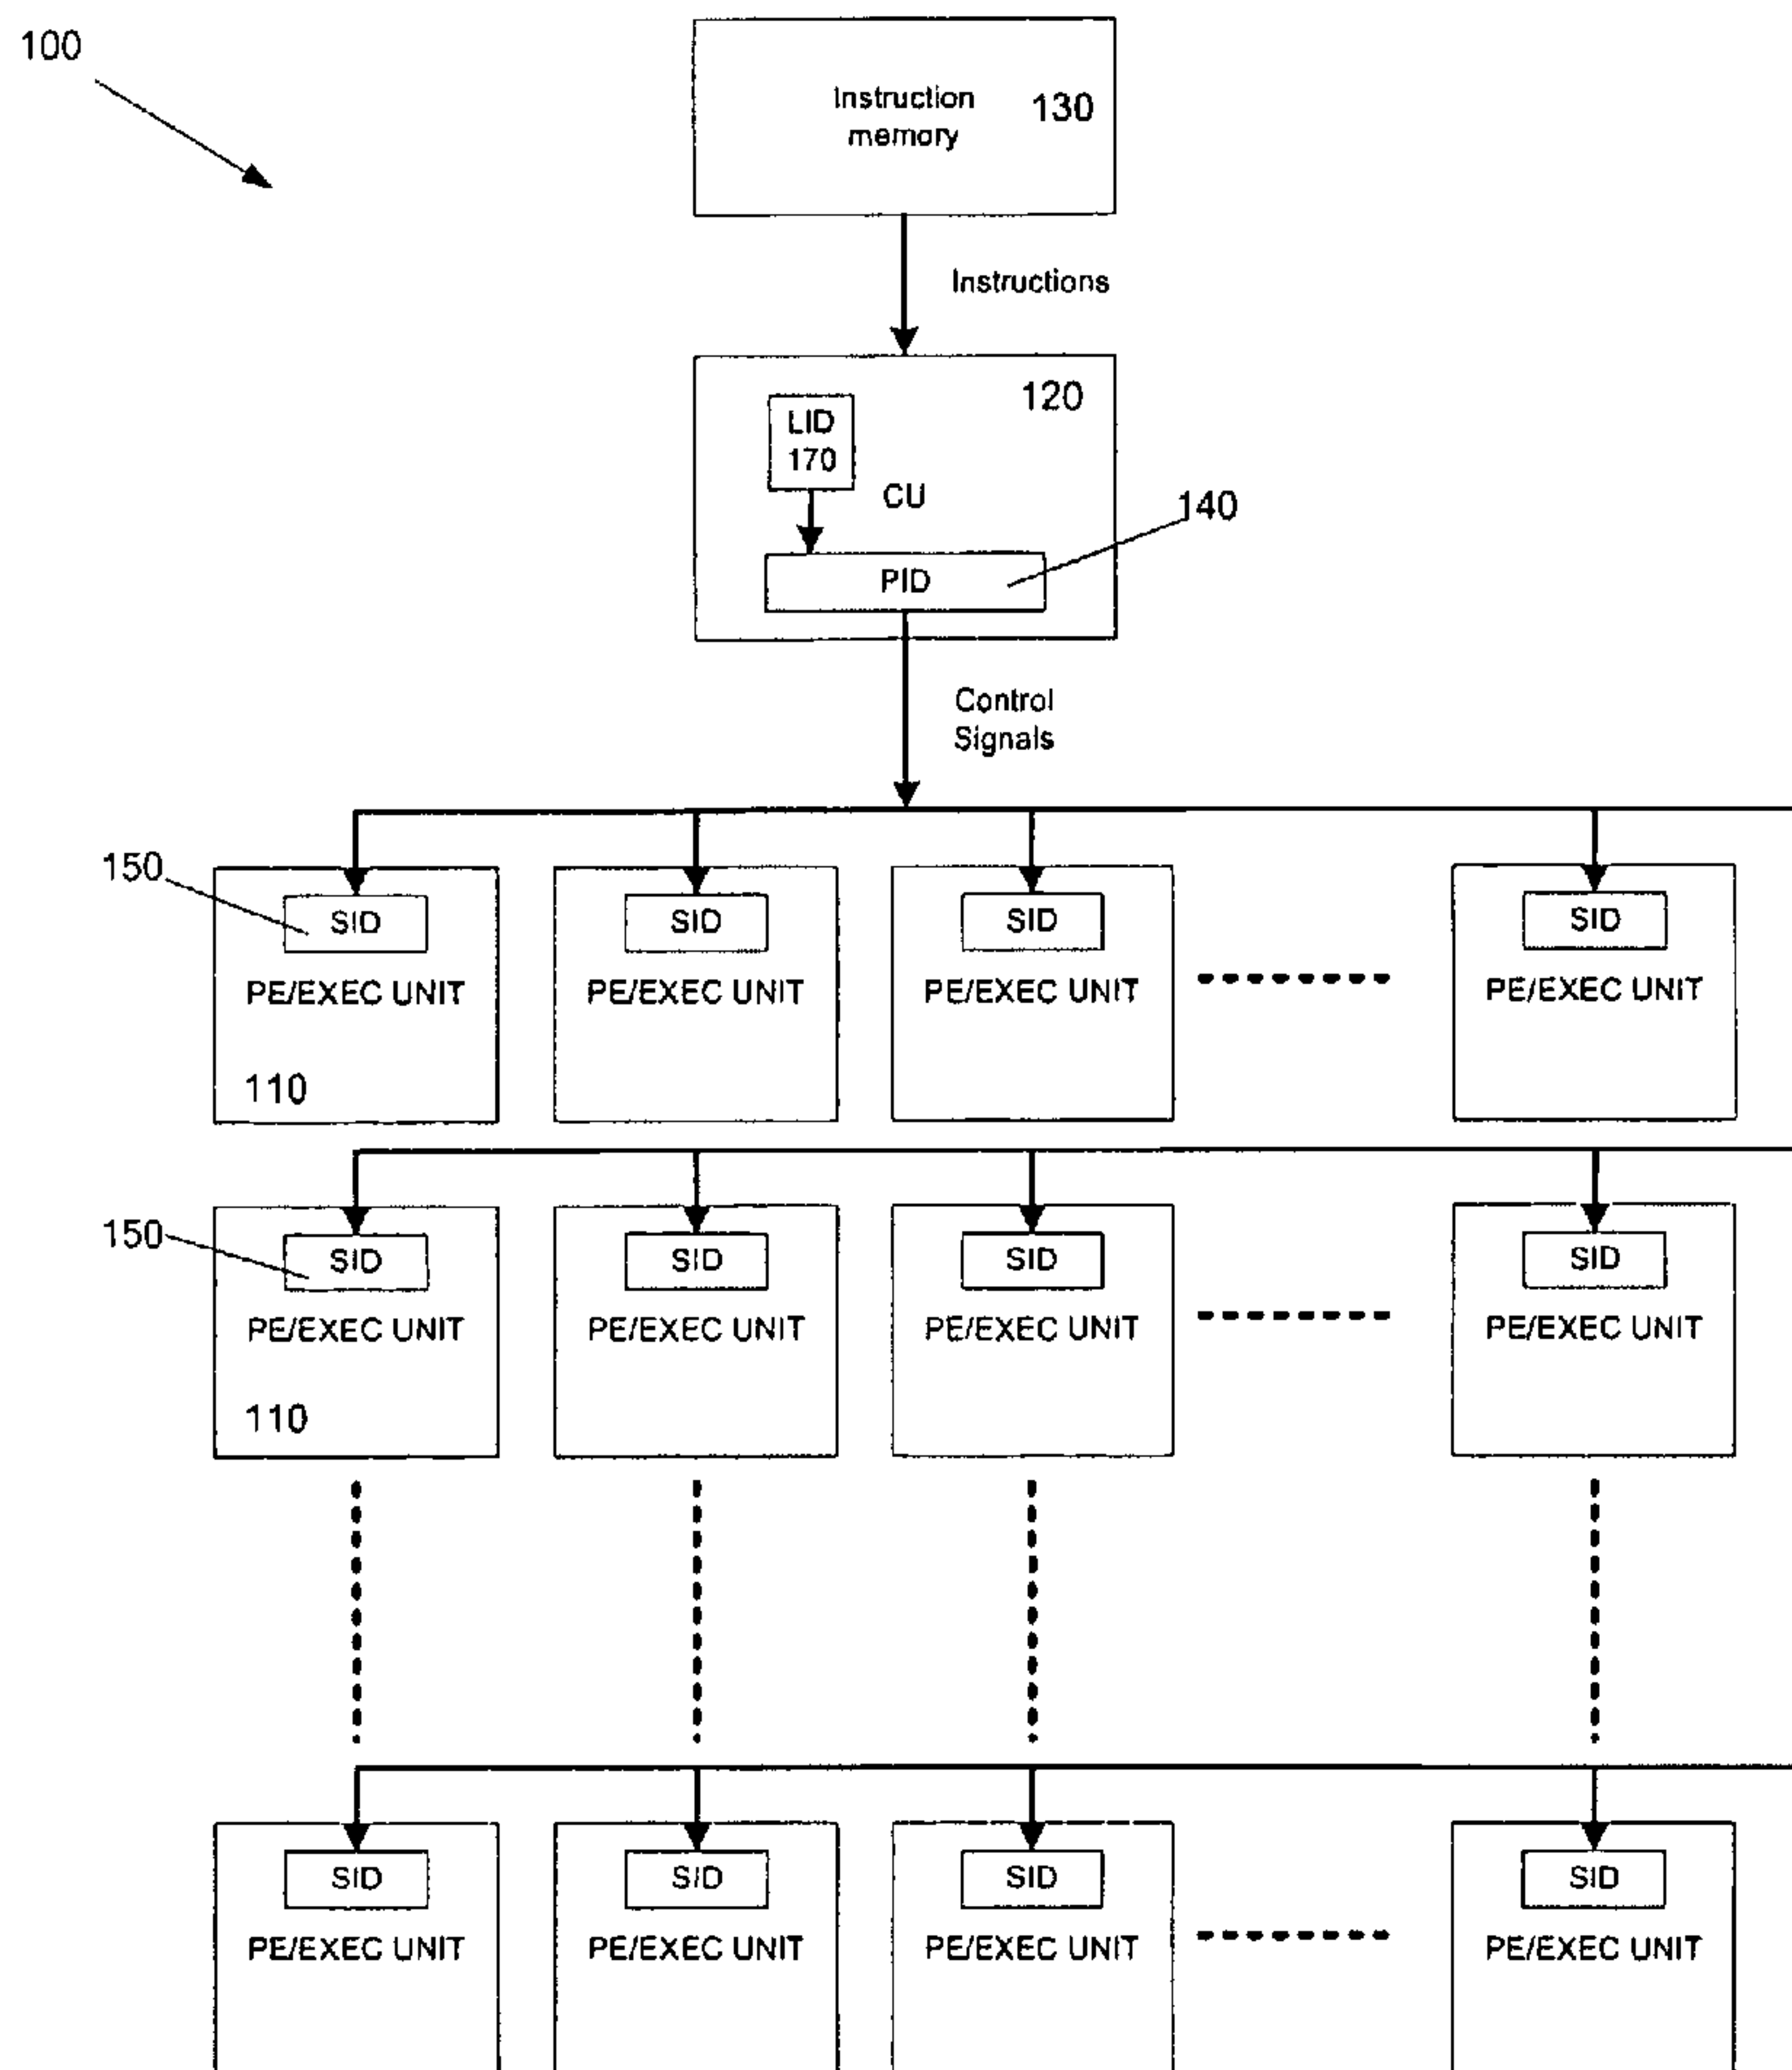 100
Instruction
memory
130
Instructions
120
LID
170
CU
140
PID
Control
Signals
150
SID SID SID SID
PE/EXEC UNIT PE/EXEC UNIT PE/EXEC UNIT PE/EXEC UNIT
110
150
SID SID SID SID
PE/EXEC UNIT PE/EXEC UNIT PE/EXEC UNIT PE/EXEC UNIT
110
SID SID SID SID
PE/EXEC UNIT PE/EXEC UNIT PE/EXEC UNIT PE/EXEC UNIT